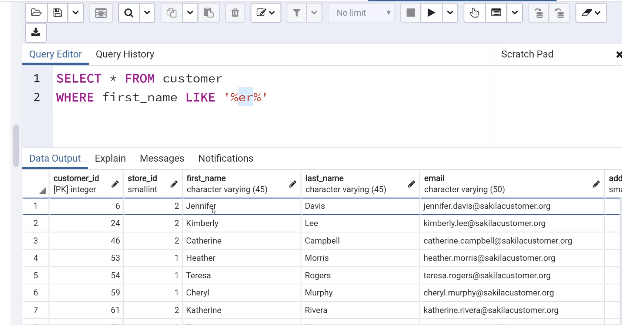 No limit
Query Editor Query History Scratch Pad
1 SELECT * FROM customer
2 WHERE first_name LIKE '%er%'
Data Output Explain Messages Notifications
customer_id store_id first_name last_name email add
[PK] integer smallint character varying (45) character varying (45) character varying (50) sma
1 6 2 Jennifer Davis jennifer.davis@sakilacustomer.org
2 24 2 Kimberly Lee kimberly.lee@sakilacustomer.org
3 46 2 Catherine Campbell catherine.campbell@sakilacustomer.org
4 53 1 Heather Morris heather.morris@sakilacustomer.org
5 54 1 Teresa Rogers teresa.rogers@sakilacustomer.org
6 59 1 Cheryl Murphy cheryl.murphy@sakilacustomer.org
7 61 2 Katherine Rivera katherine.rivera@sakilacustomer.org